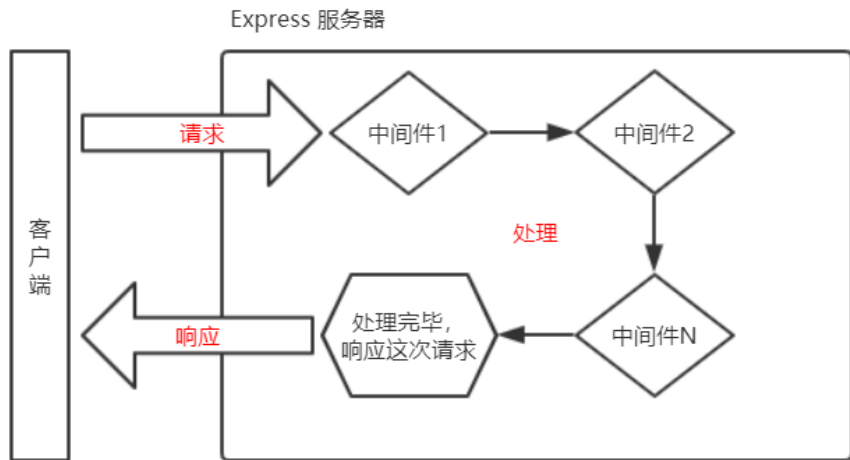 Express 服务器
请求
中间件1
中间件2
客
户
端
处理
响应
处理完毕，
响应这次请求
中间件N